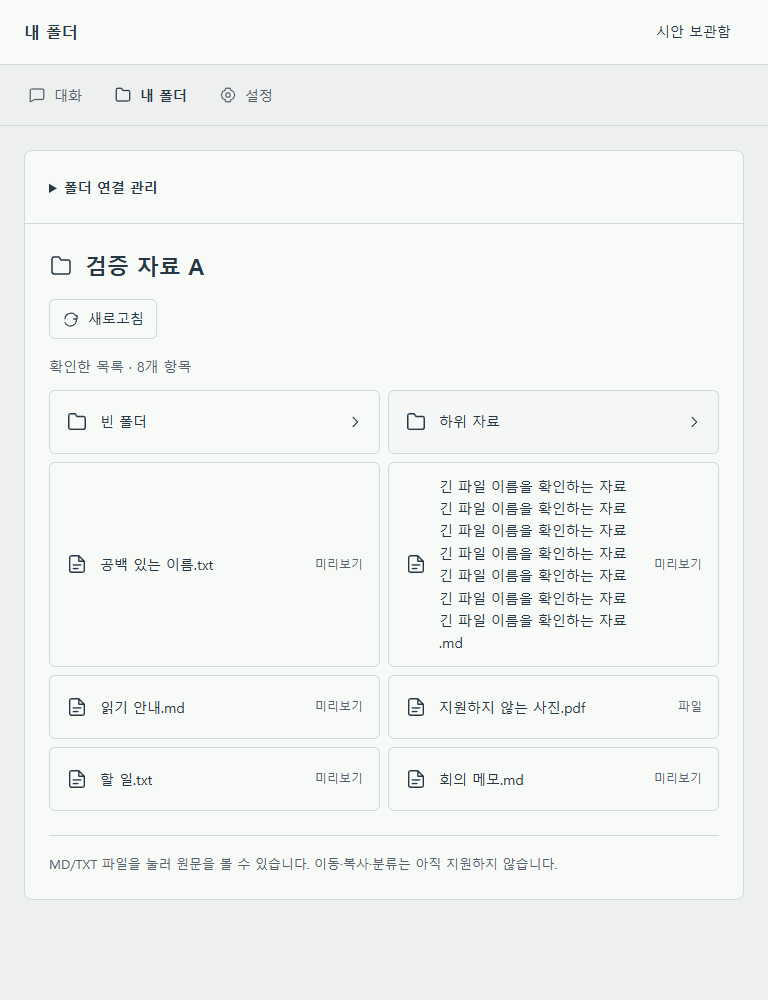 내 폴더
시안 보관함
대화
내 폴더
설정
▶ 폴더 연결 관리
검증 자료 A
새로고침
확인한 목록 · 8개 항목
빈 폴더
하위 자료
공백 있는 이름.txt
미리보기
긴 파일 이름을 확인하는 자료
긴 파일 이름을 확인하는 자료
긴 파일 이름을 확인하는 자료
긴 파일 이름을 확인하는 자료
긴 파일 이름을 확인하는 자료
긴 파일 이름을 확인하는 자료
긴 파일 이름을 확인하는 자료
.md
미리보기
읽기 안내.md
미리보기
지원하지 않는 사진.pdf
파일
할 일.txt
미리보기
회의 메모.md
미리보기
MD/TXT 파일을 눌러 원문을 볼 수 있습니다. 이동·복사·분류는 아직 지원하지 않습니다.